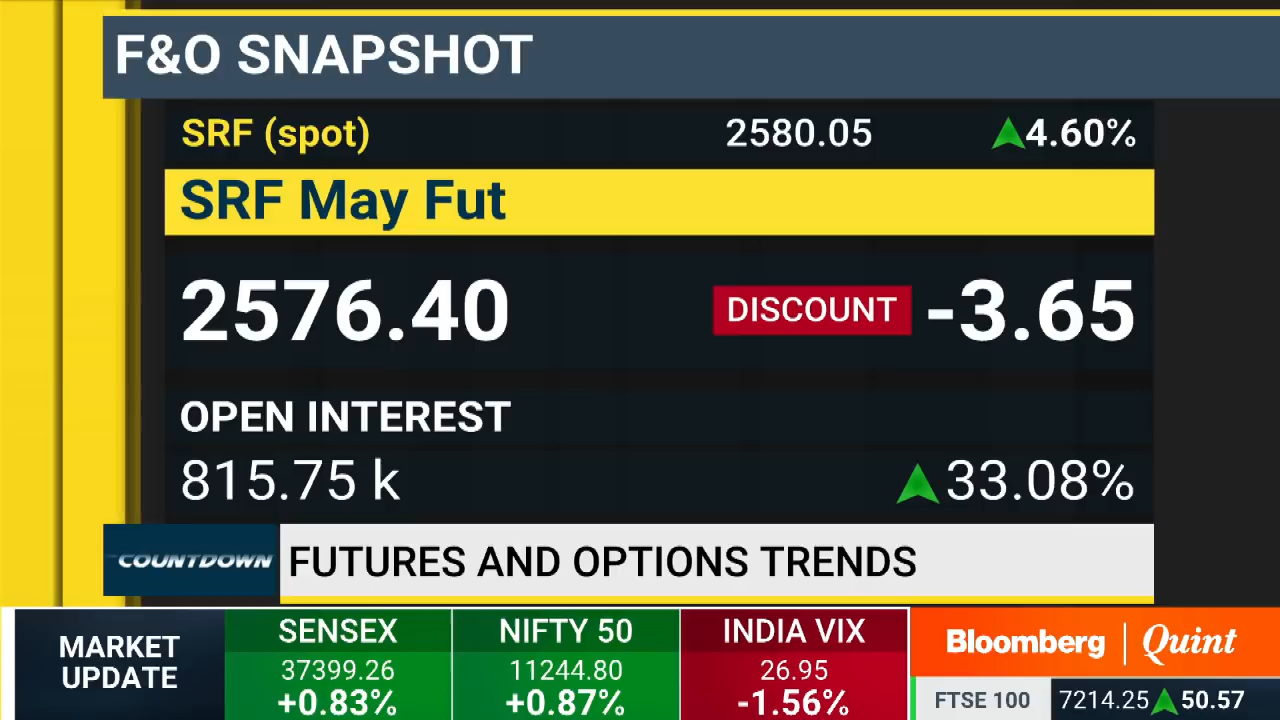 F&O SNAPSHOT
SRF (spot) 2580.05 ▲4.60%
SRF May Fut
2576.40 DISCOUNT -3.65
OPEN INTEREST
815.75 k ▲33.08%
COUNTDOWN FUTURES AND OPTIONS TRENDS
MARKET UPDATE
SENSEX
37399.26
+0.83%
NIFTY 50
11244.80
+0.87%
INDIA VIX
26.95
-1.56%
Bloomberg | Quint
FTSE 100 7214.25 ▲50.57